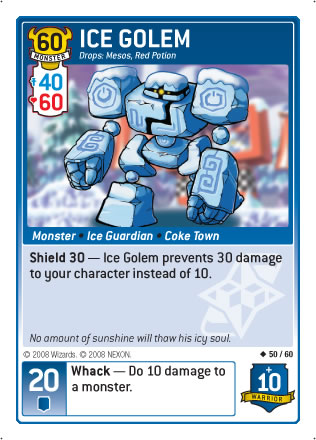 60
MONSTER
ICE GOLEM
Drops: Mesos, Red Potion
40
60
Monster • Ice Guardian • Coke Town
Shield 30 — Ice Golem prevents 30 damage
to your character instead of 10.
No amount of sunshine will thaw his icy soul.
© 2008 Wizards. © 2008 NEXON.
◆ 50 / 60
20
Whack — Do 10 damage to
a monster.
+
10
WARRIOR